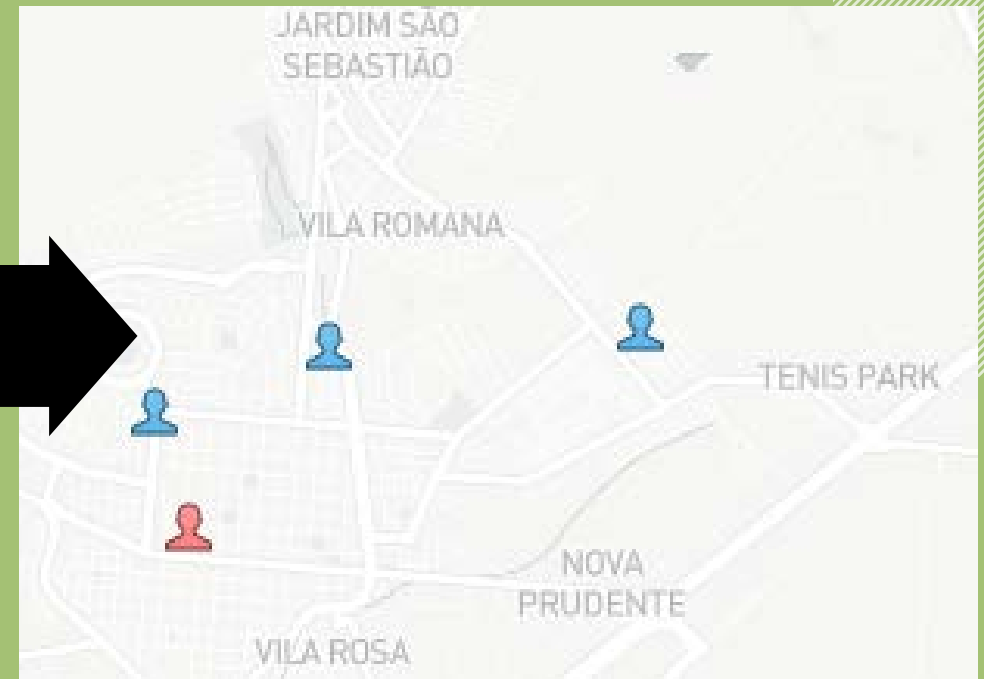 JARDIM SÃO
SEBASTIÃO
VILA ROMANA
TENIS PARK
NOVA
PRUDENTE
VILA ROSA